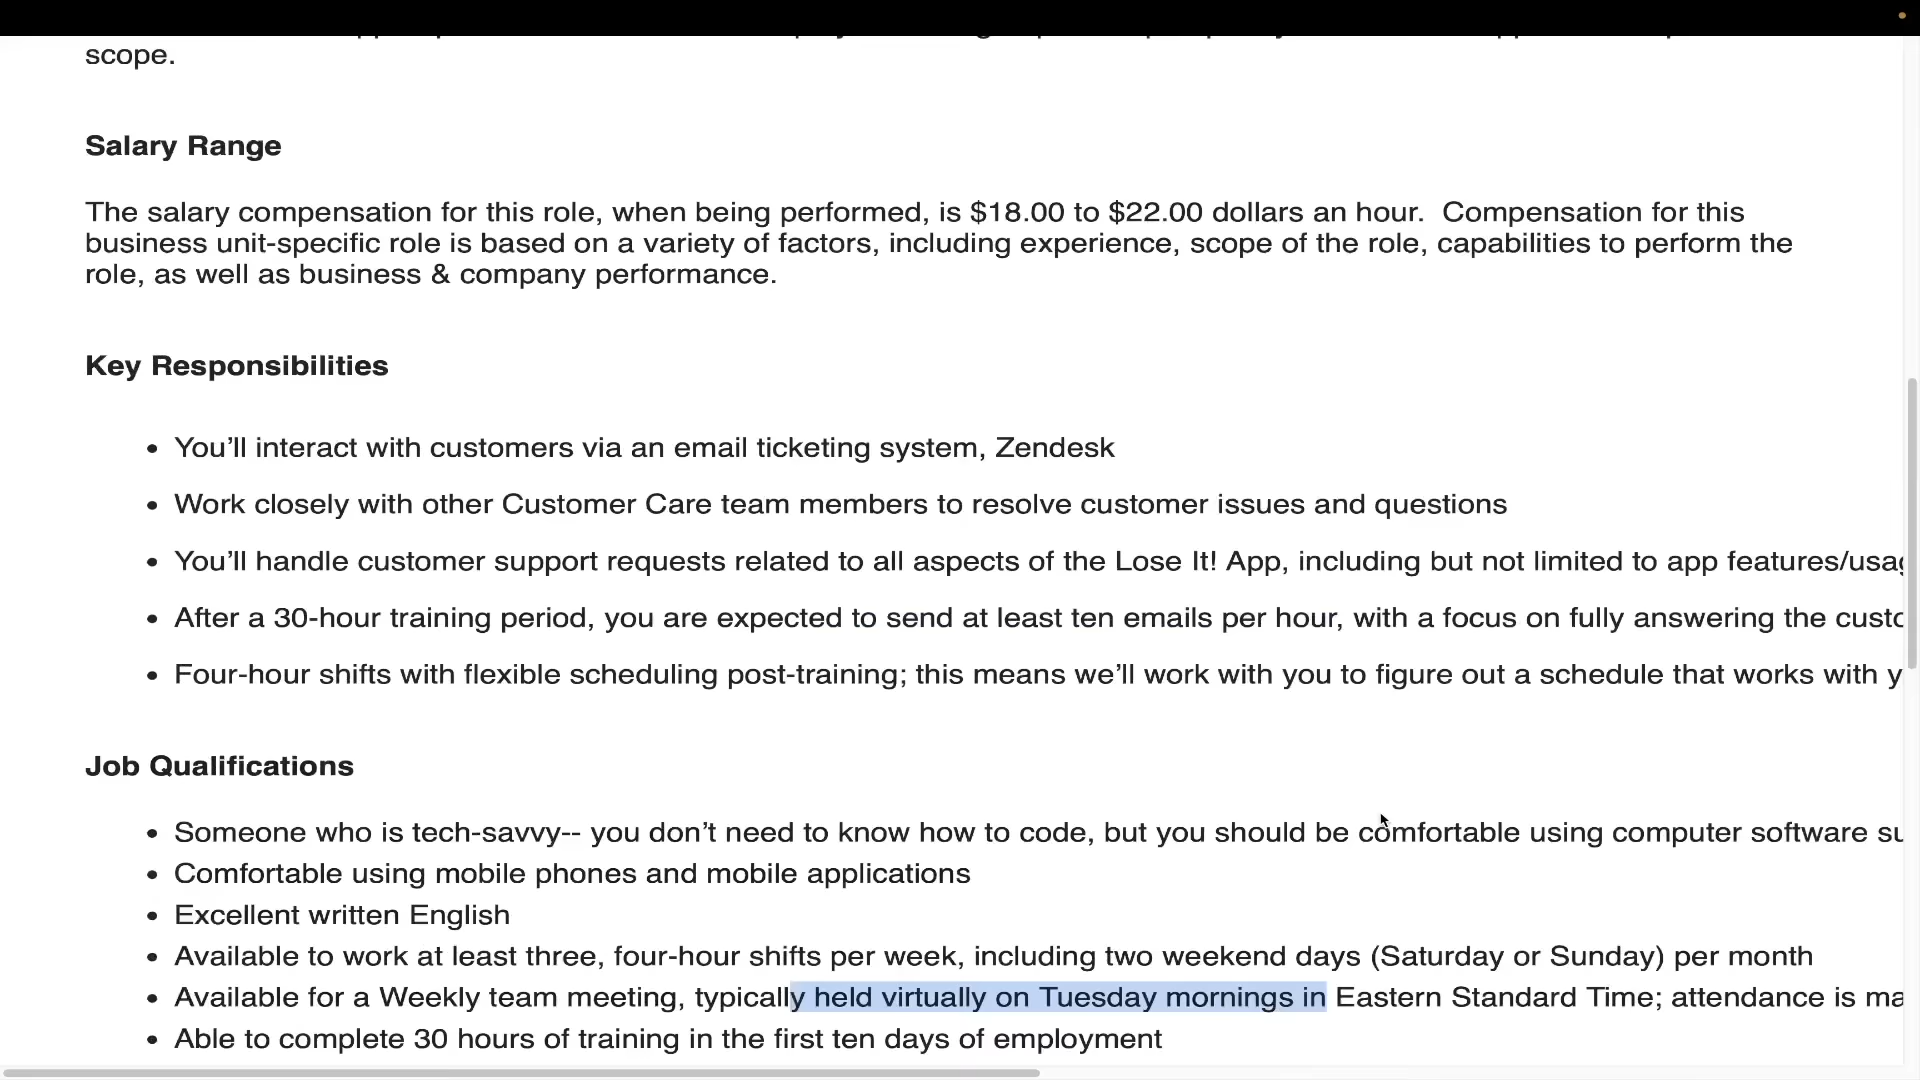 scope.
Salary Range
The salary compensation for this role, when being performed, is $18.00 to $22.00 dollars an hour.  Compensation for this
business unit-specific role is based on a variety of factors, including experience, scope of the role, capabilities to perform the
role, as well as business & company performance.
Key Responsibilities
• You’ll interact with customers via an email ticketing system, Zendesk
• Work closely with other Customer Care team members to resolve customer issues and questions
• You’ll handle customer support requests related to all aspects of the Lose It! App, including but not limited to app
• After a 30-hour training period, you are expected to send at least ten emails per hour, with a focus on fully answering the
• Four-hour shifts with flexible scheduling post-training; this means we’ll work with you to figure out a schedule that works with
Job Qualifications
• Someone who is tech-savvy-- you don’t need to know how to code, but you should be comfortable using computer software
• Comfortable using mobile phones and mobile applications
• Excellent written English
• Available to work at least three, four-hour shifts per week, including two weekend days (Saturday or Sunday) per month
• Available for a Weekly team meeting, typically held virtually on Tuesday mornings in Eastern Standard Time; attendance is
• Able to complete 30 hours of training in the first ten days of employment